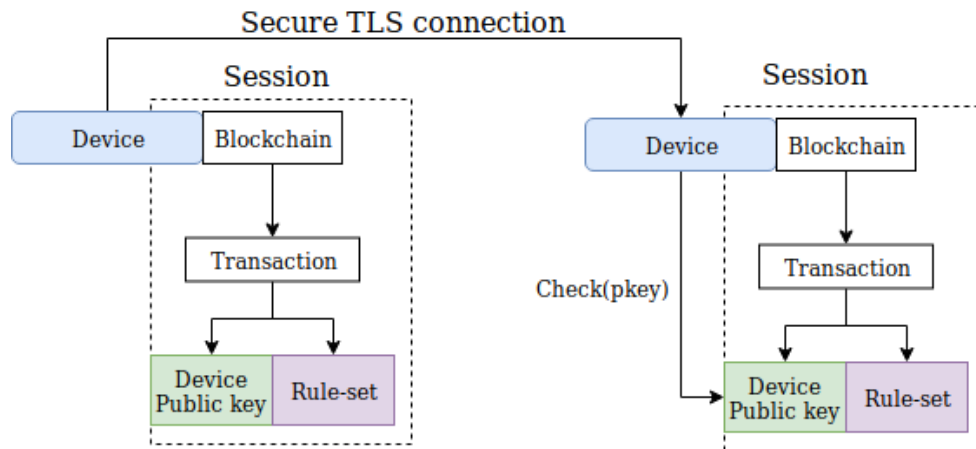 Secure TLS connection
Session
Device
Blockchain
Transaction
Device
Public key
Rule-set
Session
Device
Blockchain
Check(pkey)
Transaction
Device
Public key
Rule-set